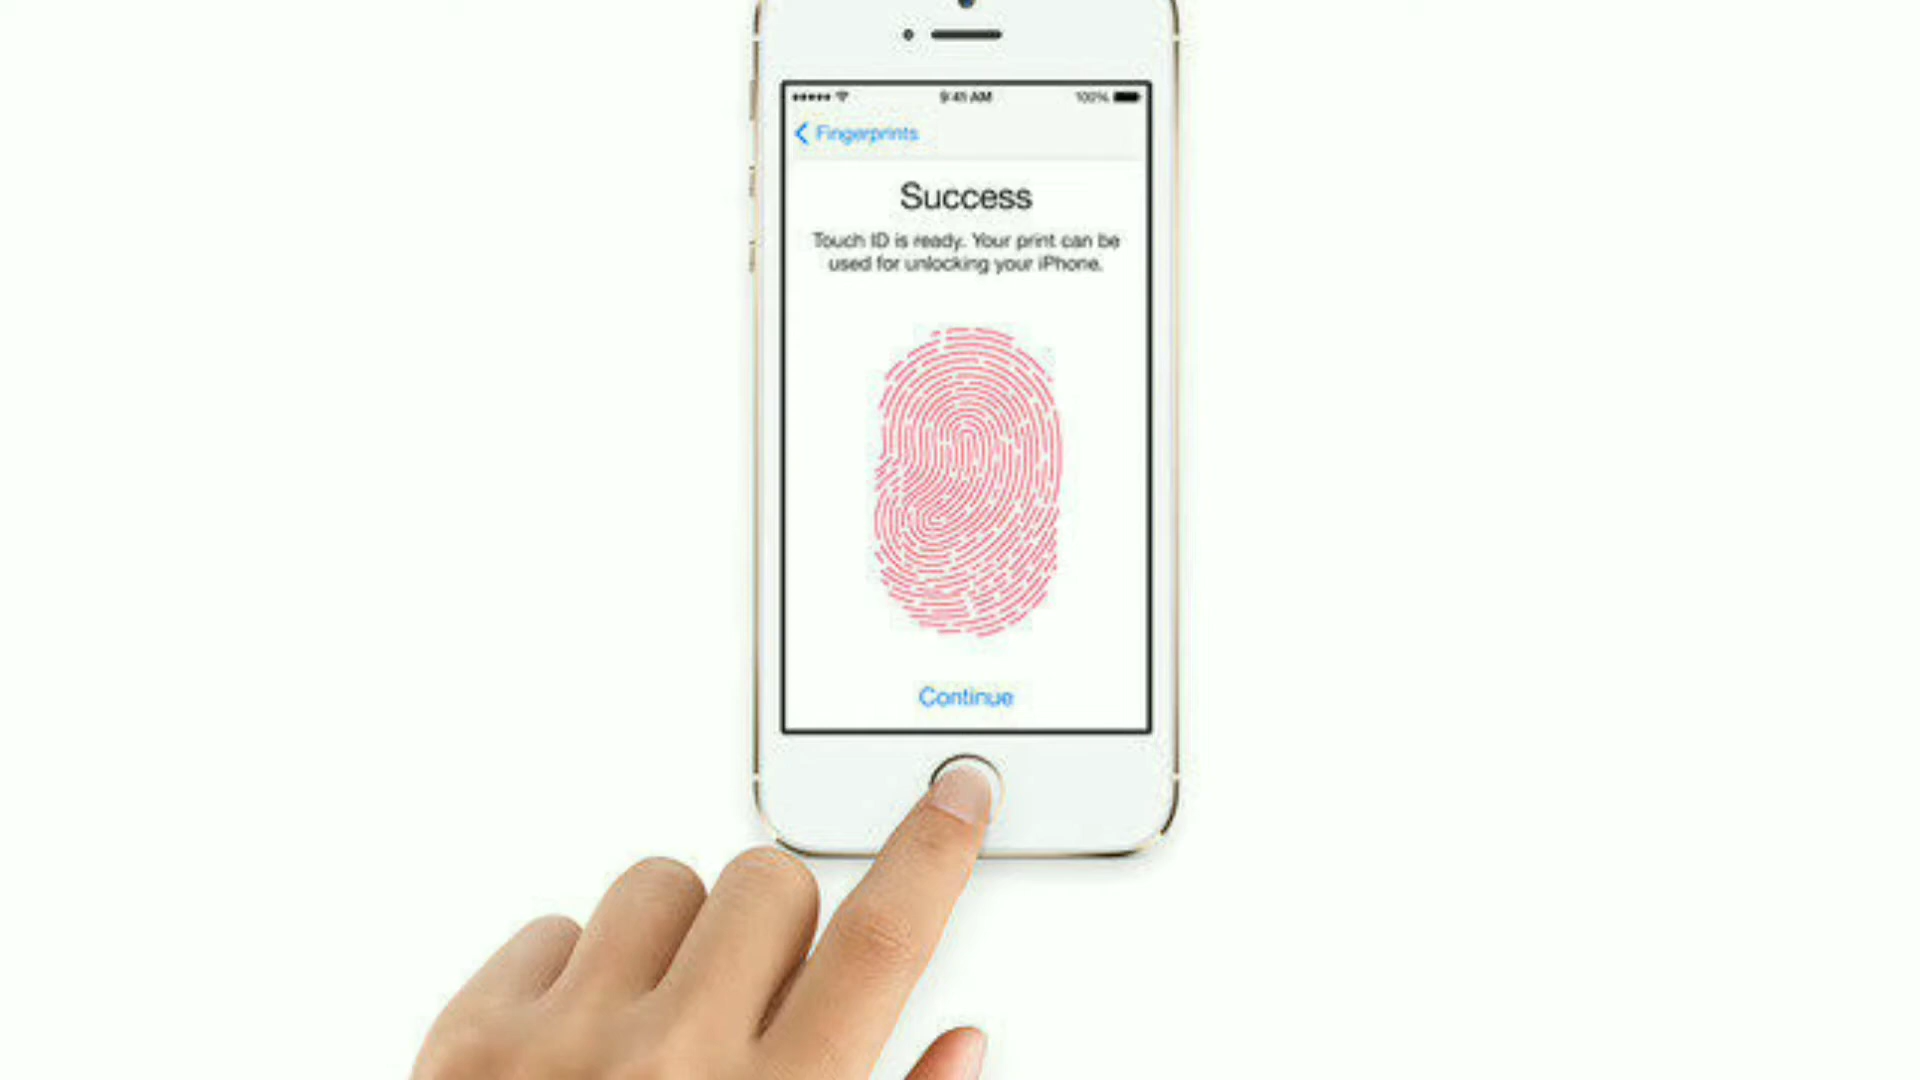 9:41 AM 100%
Fingerprints
Success
Touch ID is ready. Your print can be
used for unlocking your iPhone.
Continue